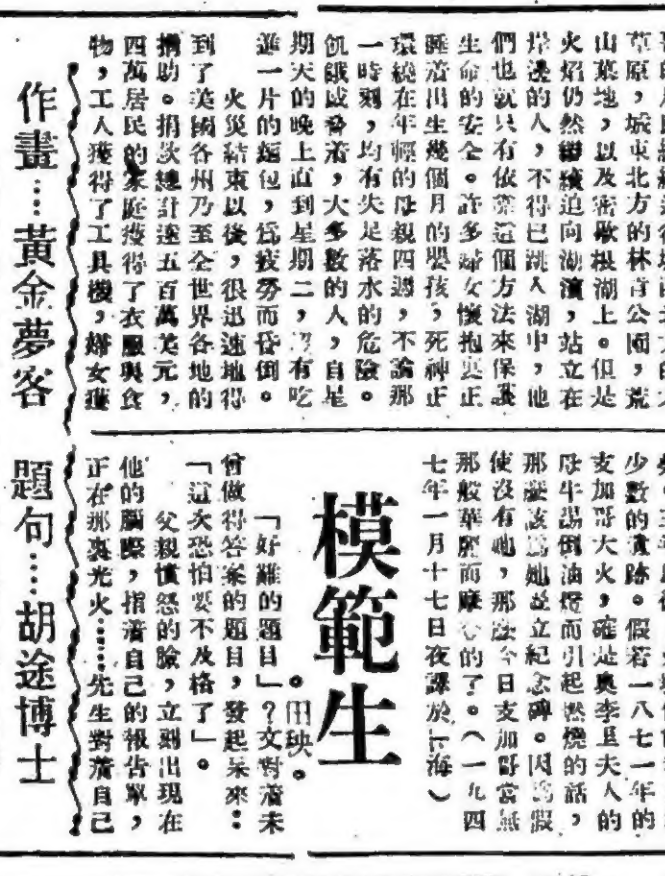 草原，城東北方的林肯公園，荒
山墓地，以及密歇根湖上。但是
火焰仍然繼續迫向湖濱，站立在
岸邊的人，不得已跳入湖中，他
們也就只有依靠這個方法來保護
生命的安全。許多婦女懷抱裏正
睡着出生幾個月的嬰孩，死神正
環繞在年輕的母親四週，不論那
一時刻，均有失足落水的危險。
飢餓威脅着，大多數的人，自星
期天的晚上直到星期二，沒有吃
進一片的麵包，爲疲勞而昏倒。
火災結束以後，很迅速地得
到了美國各州乃至全世界各地的
捐助。捐欵總計達五百萬美元，
四萬居民的家庭獲得了衣服與食
物，工人獲得了工具機，婦女獲
少數的遺跡。假若一八七一年的
支加哥大火，確是奧李里夫人的
母牛踢倒油燈而引起燃燒的話，
那麼該爲她竝立紀念碑。因爲假
使沒有她，那麼今日支加哥當無
那般華麗而的了。（一九四
七年一月十七日夜譯於上海）
模範生
。田秧。
「好難的題目」？文對着未
曾做得答案的題目，發起呆來：
「這次恐怕要不及格了」。
父親憤怒的臉，立刻出現在
他的腦際，指着自己的報告單，
正在那裏光火……先生對着自己
作畫…黃金夢客
題句…胡途博士